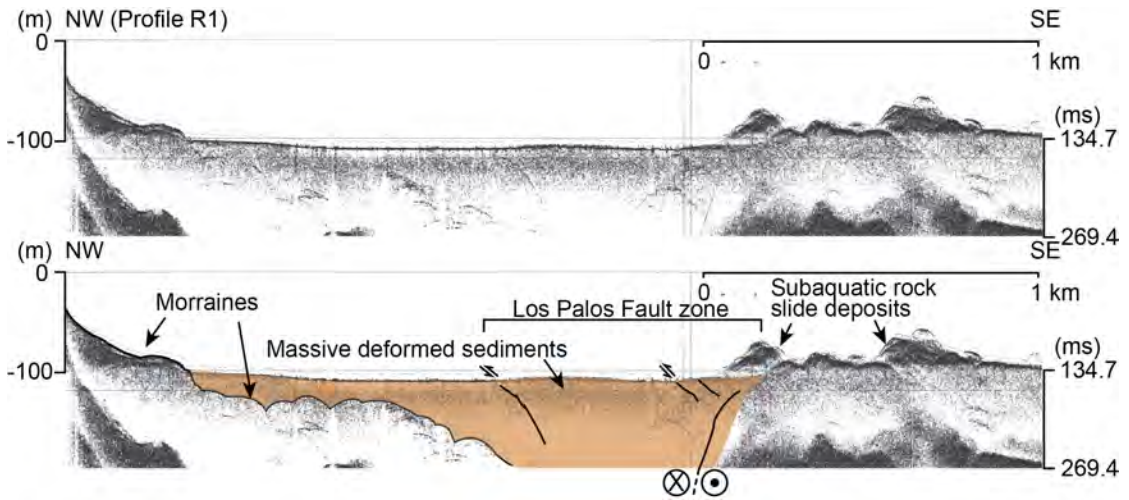 (m) NW (Profile R1) SE
0
0 1 km
(ms)
-100 134.7
269.4
(m) NW SE
0
0 1 km
Morraines
Los Palos Fault zone
Subaquatic rock
slide deposits
Massive deformed sediments
(ms)
-100 134.7
269.4